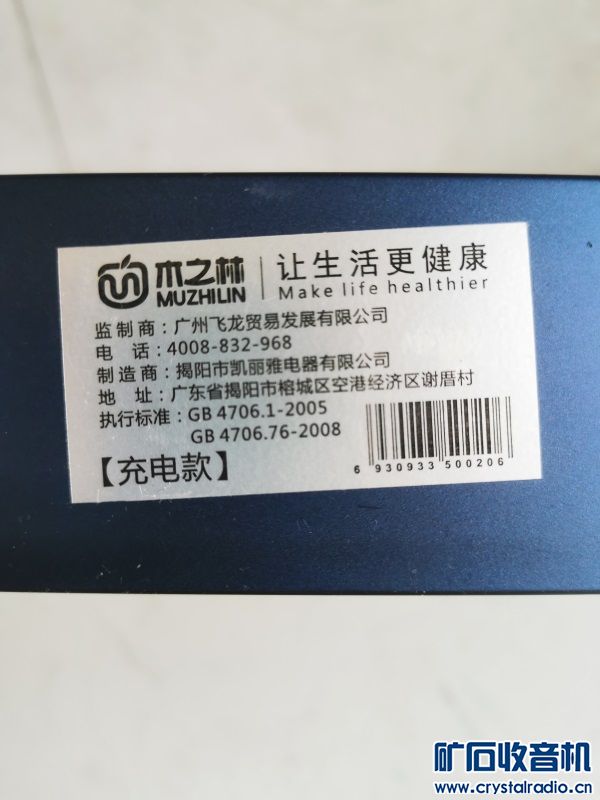 木之林
MUZHILIN
让生活更健康
Make life healthier
监制商：广州飞龙贸易发展有限公司
电 话：4008-832-968
制造商：揭阳市凯丽雅电器有限公司
地 址：广东省揭阳市榕城区空港经济区谢厝村
执行标准：GB 4706.1-2005
GB 4706.76-2008
【充电款】
6 930933 500206
矿石收音机
www.crystalradio.cn